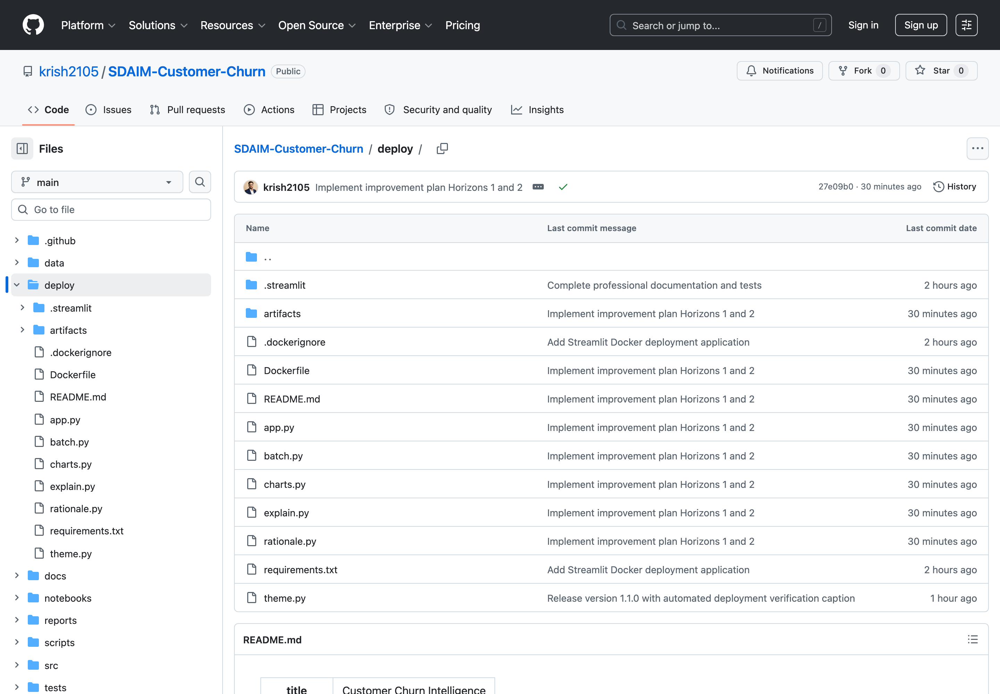 Platform Solutions Resources Open Source Enterprise Pricing Search or jump to... / Sign in Sign up
krish2105 / SDAIM-Customer-Churn Public Notifications Fork 0 Star 0
Code Issues Pull requests Actions Projects Security and quality Insights
Files
main
Go to file
.github
data
deploy
.streamlit
artifacts
.dockerignore
Dockerfile
README.md
app.py
batch.py
charts.py
explain.py
rationale.py
requirements.txt
theme.py
docs
notebooks
reports
scripts
src
tests
SDAIM-Customer-Churn / deploy /
krish2105 Implement improvement plan Horizons 1 and 2 27e09b0 · 30 minutes ago History
Name Last commit message Last commit date
..
.streamlit Complete professional documentation and tests 2 hours ago
artifacts Implement improvement plan Horizons 1 and 2 30 minutes ago
.dockerignore Add Streamlit Docker deployment application 2 hours ago
Dockerfile Implement improvement plan Horizons 1 and 2 30 minutes ago
README.md Implement improvement plan Horizons 1 and 2 30 minutes ago
app.py Implement improvement plan Horizons 1 and 2 30 minutes ago
batch.py Implement improvement plan Horizons 1 and 2 30 minutes ago
charts.py Implement improvement plan Horizons 1 and 2 30 minutes ago
explain.py Implement improvement plan Horizons 1 and 2 30 minutes ago
rationale.py Implement improvement plan Horizons 1 and 2 30 minutes ago
requirements.txt Add Streamlit Docker deployment application 2 hours ago
theme.py Release version 1.1.0 with automated deployment verification caption 1 hour ago
README.md
title Customer Churn Intelligence